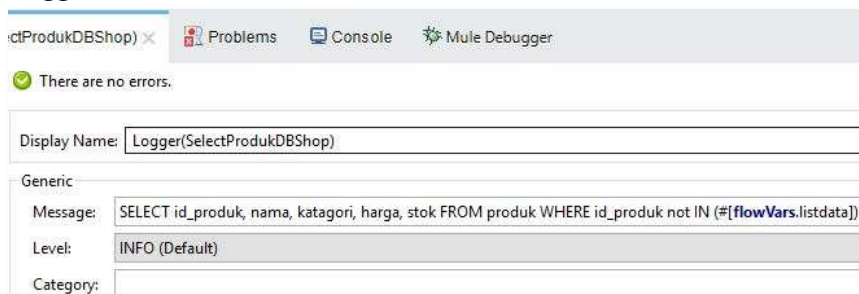 ctProdukDBShop) Problems Console Mule Debugger
There are no errors.
Display Name: Logger(SelectProdukDBShop)
Generic
Message: SELECT id_produk, nama, katagori, harga, stok FROM produk WHERE id_produk not IN (#[flowVars.listdata])
Level: INFO (Default)
Category: